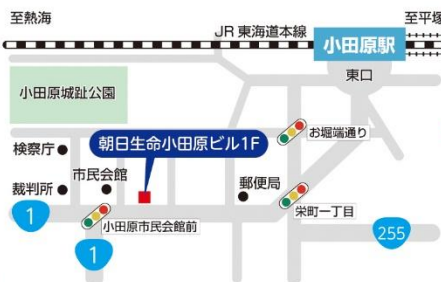 至熱海
JR 東海道本線
小田原駅
至平塚
東口
小田原城趾公園
お堀端通り
朝日生命小田原ビル1F
検察庁
市民会館
裁判所
郵便局
1
小田原市民会館前
栄町一丁目
255
1